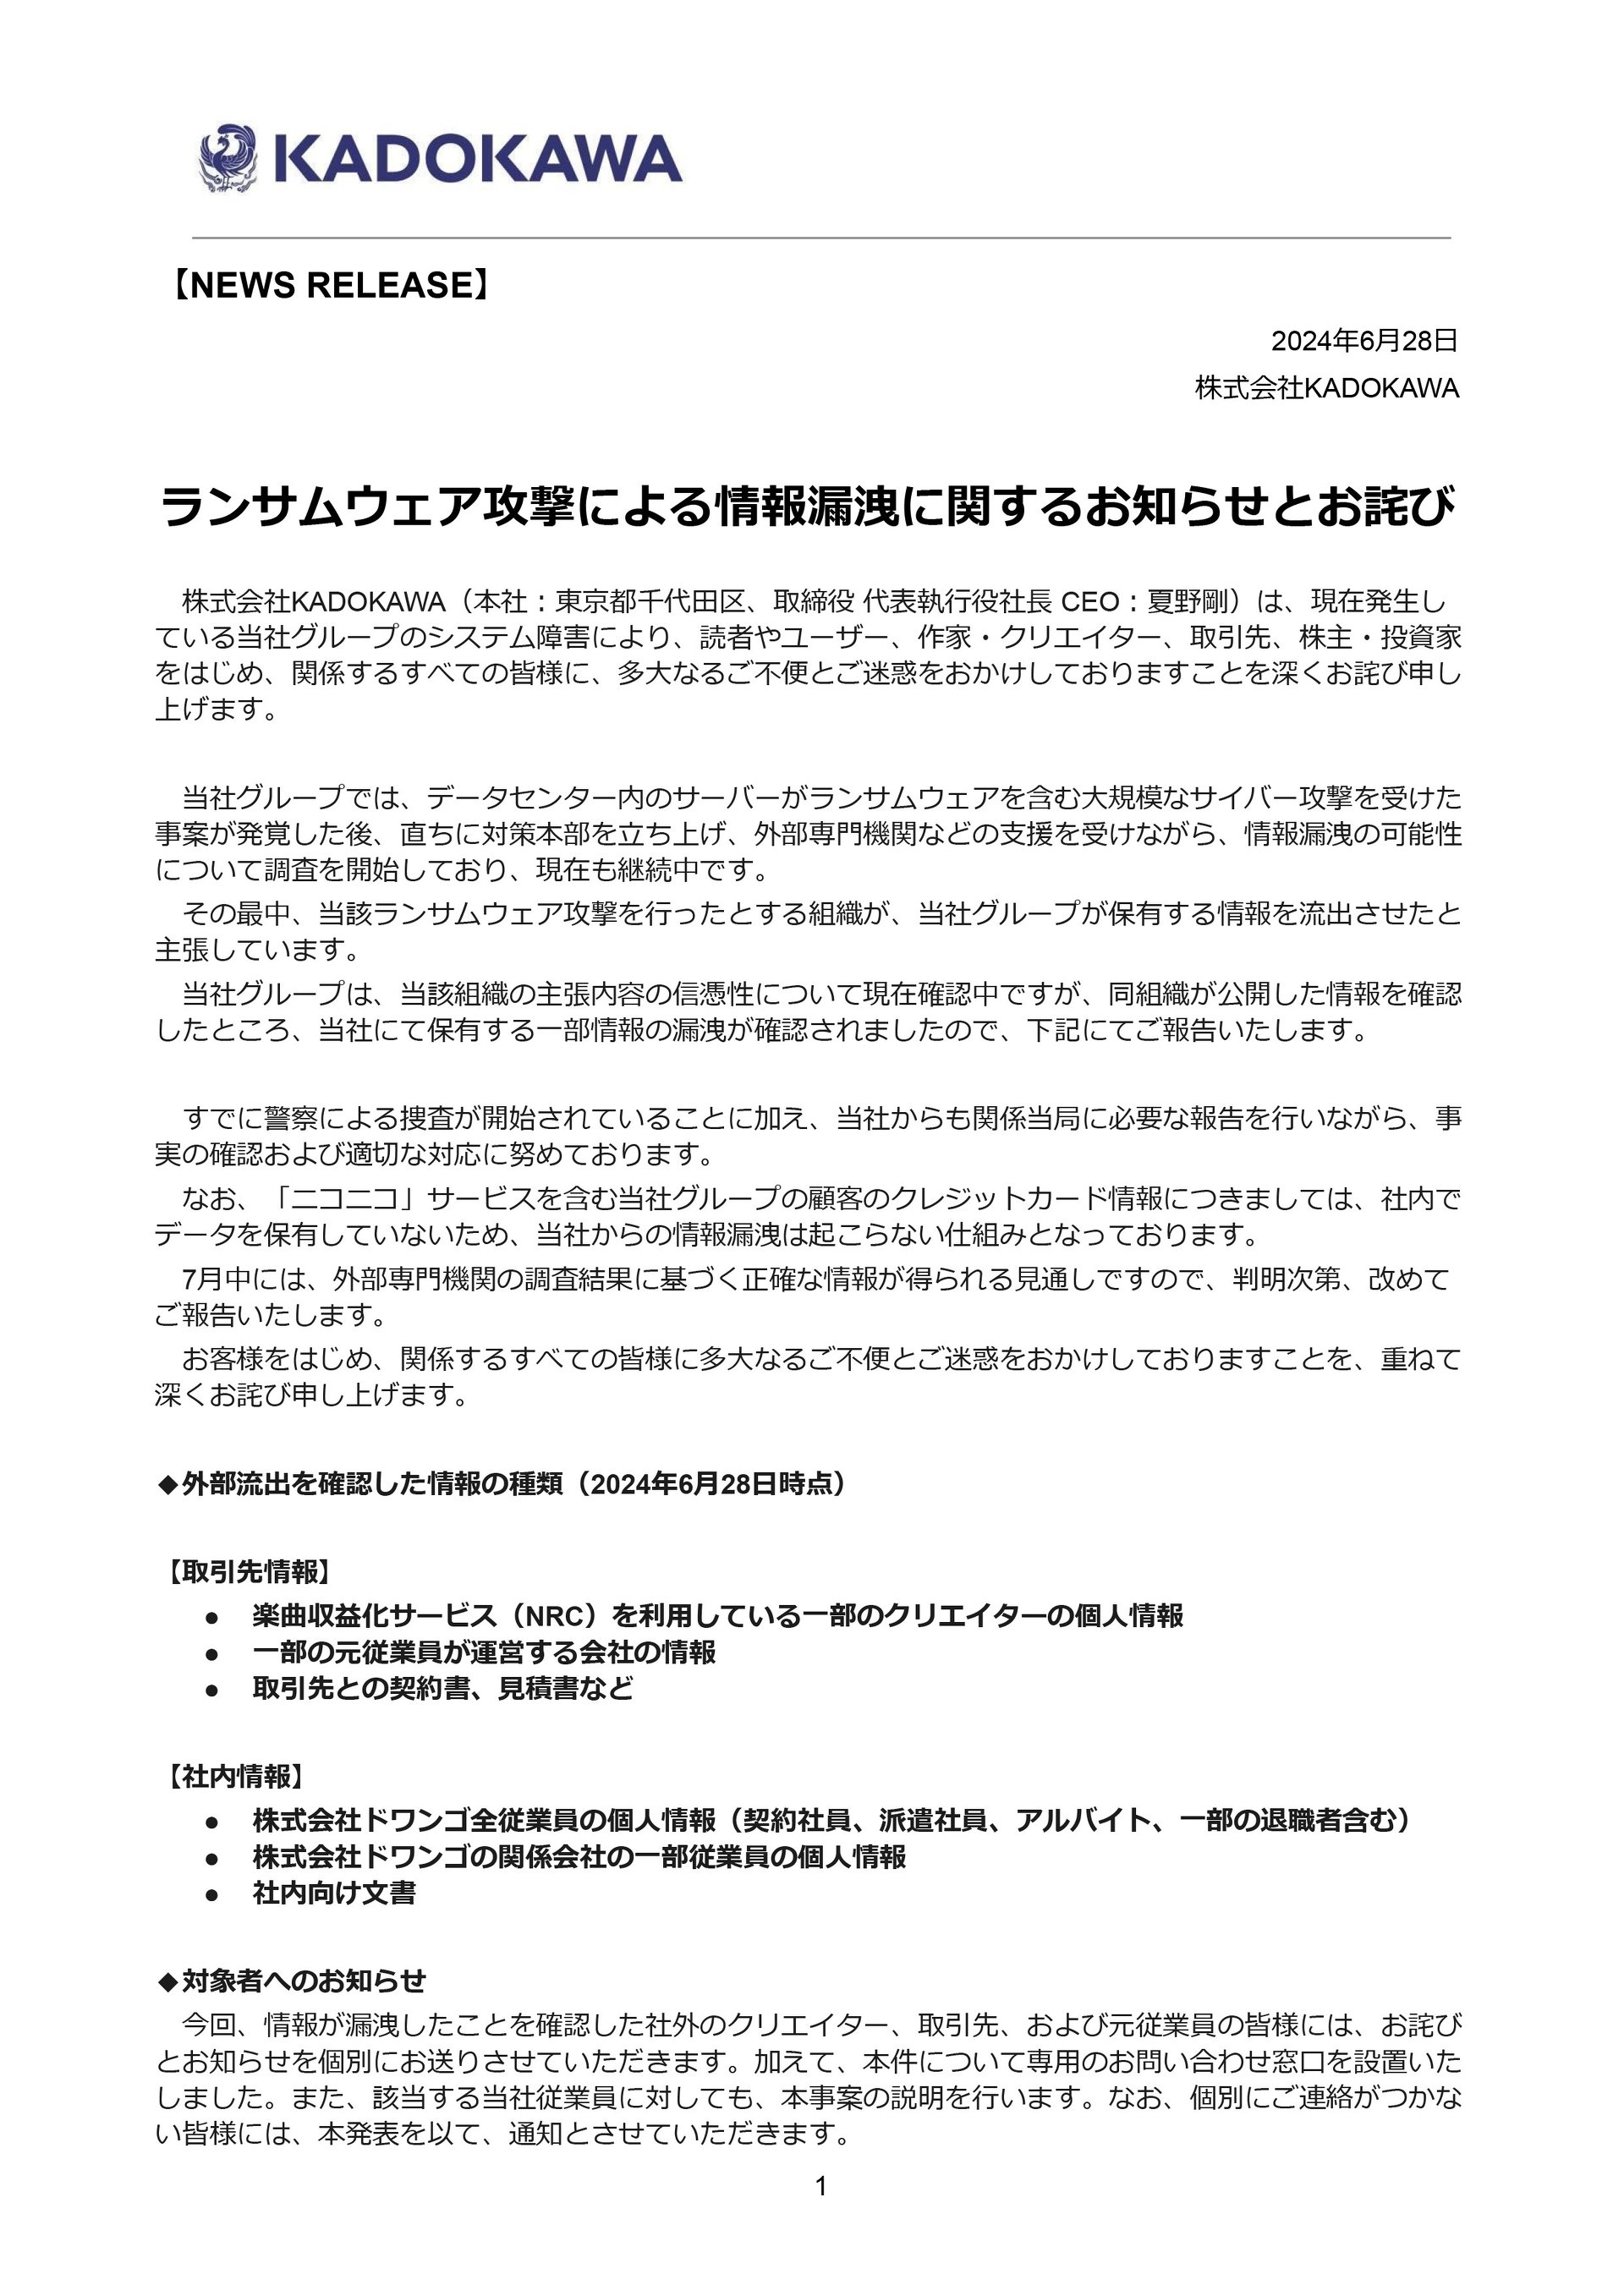 KADOKAWA
【NEWS RELEASE】
2024年6月28日
株式会社KADOKAWA
ランサムウェア攻撃による情報漏洩に関するお知らせとお詫び
株式会社KADOKAWA（本社：東京都千代田区、取締役 代表執行役社長 CEO：夏野剛）は、現在発生し
ている当社グループのシステム障害により、読者やユーザー、作家・クリエイター、取引先、株主・投資家
をはじめ、関係するすべての皆様に、多大なるご不便とご迷惑をおかけしておりますことを深くお詫び申し
上げます。
当社グループでは、データセンター内のサーバーがランサムウェアを含む大規模なサイバー攻撃を受けた
事案が発覚した後、直ちに対策本部を立ち上げ、外部専門機関などの支援を受けながら、情報漏洩の可能性
について調査を開始しており、現在も継続中です。
その最中、当該ランサムウェア攻撃を行ったとする組織が、当社グループが保有する情報を流出させたと
主張しています。
当社グループは、当該組織の主張内容の信憑性について現在確認中ですが、同組織が公開した情報を確認
したところ、当社にて保有する一部情報の漏洩が確認されましたので、下記にてご報告いたします。
すでに警察による捜査が開始されていることに加え、当社からも関係当局に必要な報告を行いながら、事
実の確認および適切な対応に努めております。
なお、「ニコニコ」サービスを含む当社グループの顧客のクレジットカード情報につきましては、社内で
データを保有していないため、当社からの情報漏洩は起こらない仕組みとなっております。
7月中には、外部専門機関の調査結果に基づく正確な情報が得られる見通しですので、判明次第、改めて
ご報告いたします。
お客様をはじめ、関係するすべての皆様に多大なるご不便とご迷惑をおかけしておりますことを、重ねて
深くお詫び申し上げます。
◆外部流出を確認した情報の種類（2024年6月28日時点）
【取引先情報】
● 楽曲収益化サービス（NRC）を利用している一部のクリエイターの個人情報
● 一部の元従業員が運営する会社の情報
● 取引先との契約書、見積書など
【社内情報】
● 株式会社ドワンゴ全従業員の個人情報（契約社員、派遣社員、アルバイト、一部の退職者含む）
● 株式会社ドワンゴの関係会社の一部従業員の個人情報
● 社内向け文書
◆対象者へのお知らせ
今回、情報が漏洩したことを確認した社外のクリエイター、取引先、および元従業員の皆様には、お詫び
とお知らせを個別にお送りさせていただきます。加えて、本件について専用のお問い合わせ窓口を設置いた
しました。また、該当する当社従業員に対しても、本事案の説明を行います。なお、個別にご連絡がつかな
い皆様には、本発表を以て、通知とさせていただきます。
1